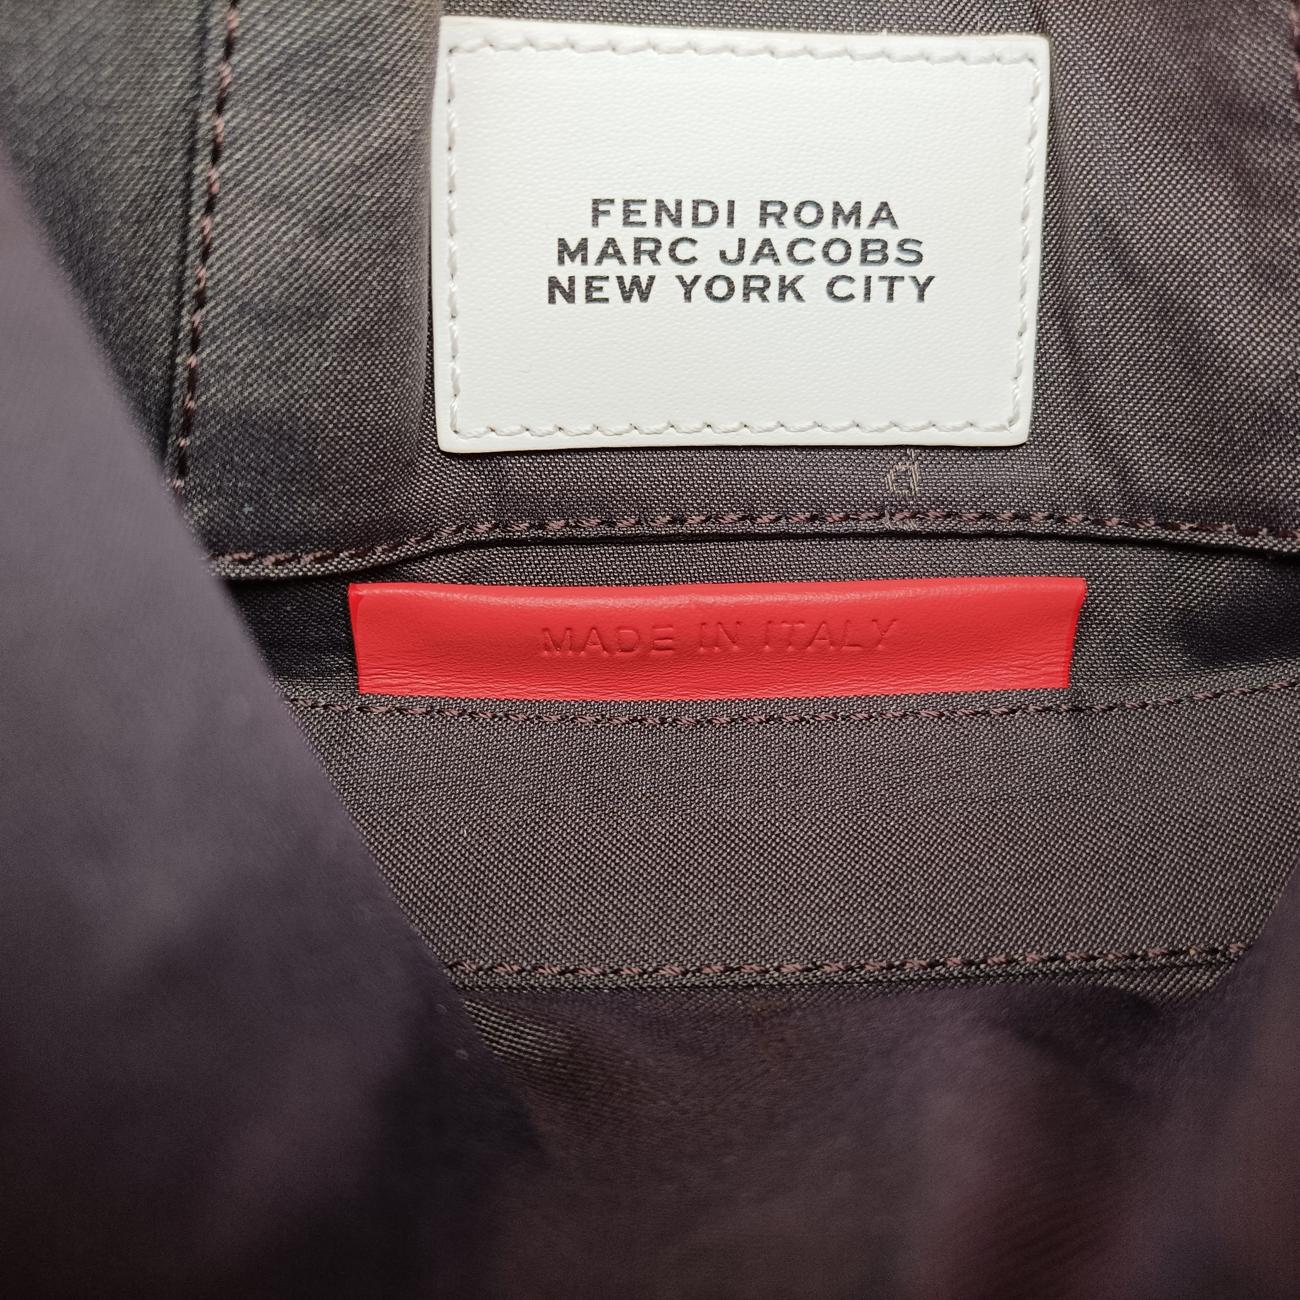 FENDI ROMA
MARC JACOBS
NEW YORK CITY
MADE IN ITALY